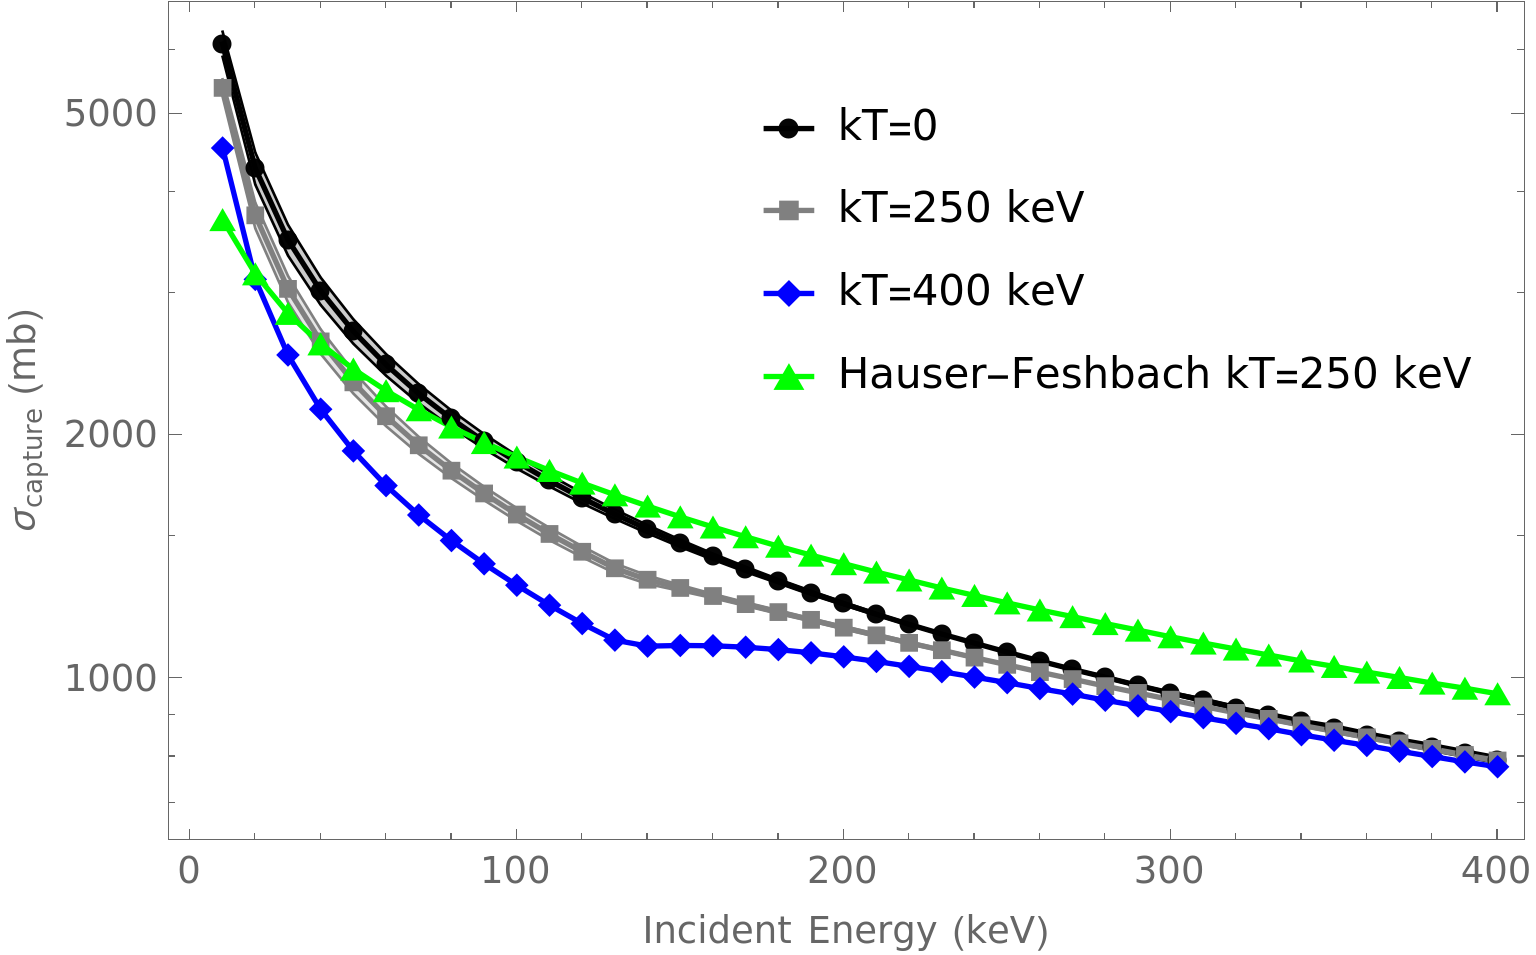 kT=0
kT=250 keV
kT=400 keV
Hauser–Feshbach kT=250 keV
5000
2000
1000
σcapture (mb)
0 100 200 300 400
Incident Energy (keV)